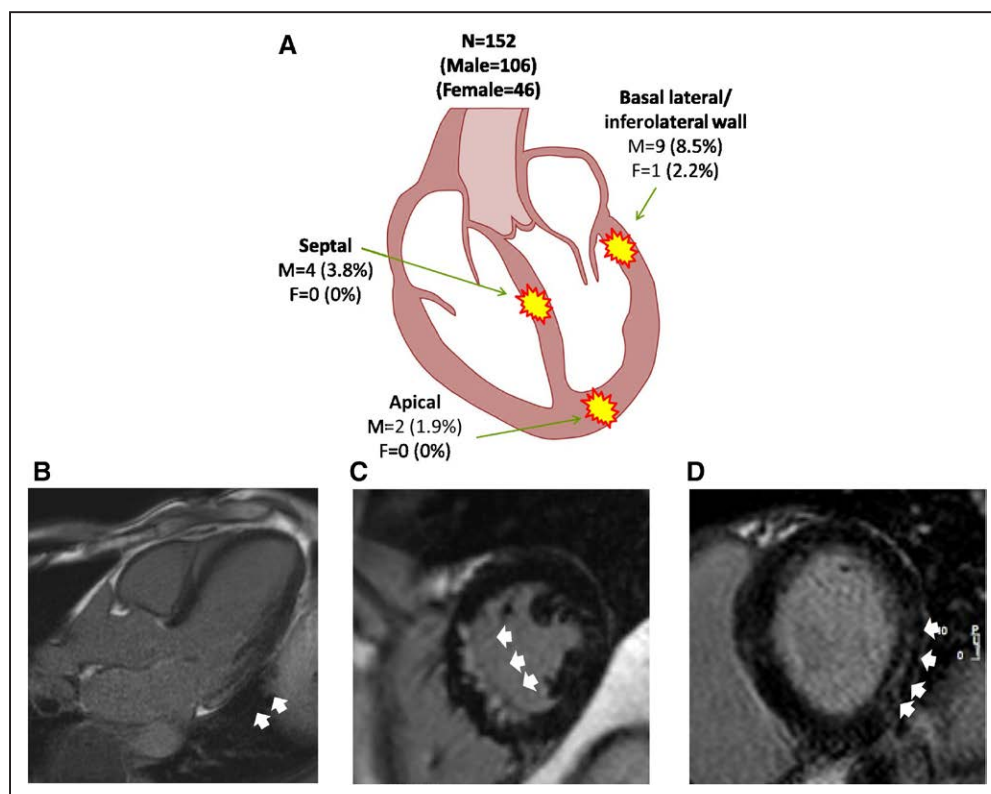 A
N=152
(Male=106)
(Female=46)
Basal lateral/
inferolateral wall
M=9 (8.5%)
F=1 (2.2%)
Septal
M=4 (3.8%)
F=0 (0%)
Apical
M=2 (1.9%)
F=0 (0%)
B
C
D